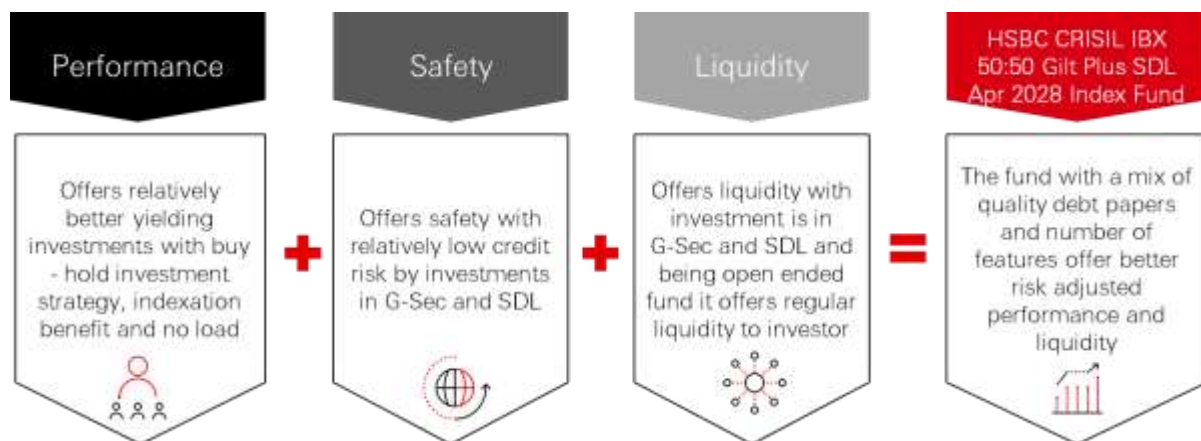 Performance
Offers relatively
better yielding
investments with buy
- hold investment
strategy, indexation
benefit and no load
Safety
Offers safety with
relatively low credit
risk by investments
in G-Sec and SDL
Liquidity
Offers liquidity with
investment is in
G-Sec and SDL and
being open ended
fund it offers regular
liquidity to investor
HSBC CRISIL IBX
50:50 Gilt Plus SDL
Apr 2028 Index Fund
The fund with a mix of
quality debt papers
and number of
features offer better
risk adjusted
performance and
liquidity